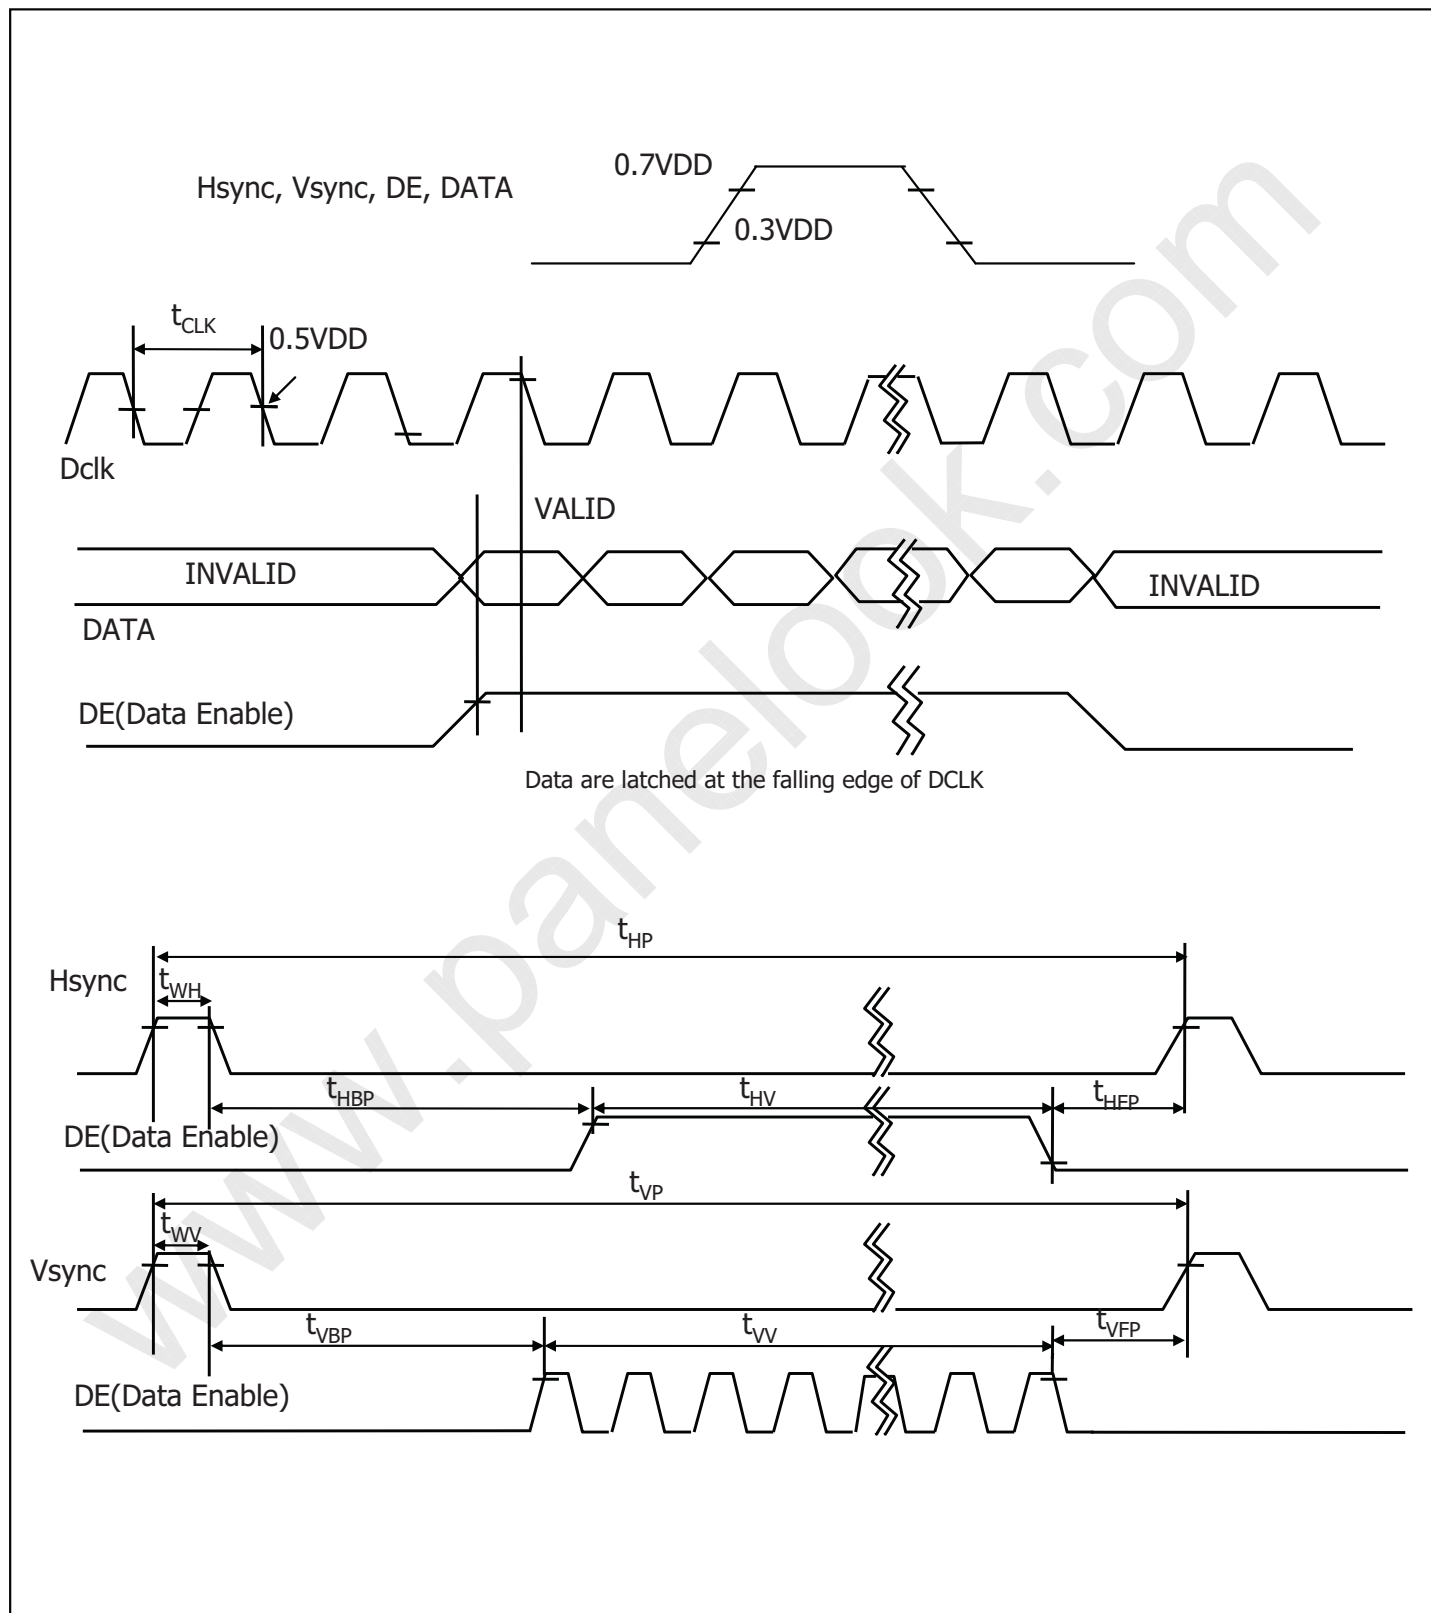 Hsync, Vsync, DE, DATA
0.7VDD
0.3VDD
tCLK
0.5VDD
Dclk
VALID
INVALID
INVALID
DATA
DE(Data Enable)
Data are latched at the falling edge of DCLK
tHP
Hsync
tWH
tHBP
tHV
tHFP
DE(Data Enable)
tVP
tWV
Vsync
tVBP
tVV
tVFP
DE(Data Enable)
www.panelook.com